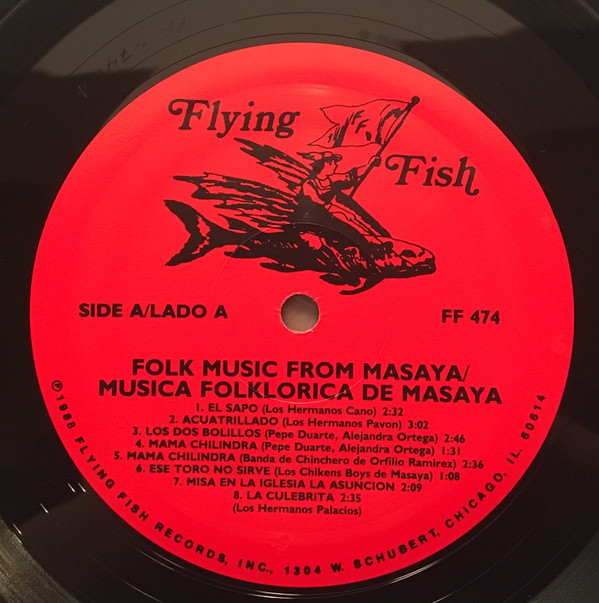 Flying
Fish
SIDE A/LADO A
FF 474
FOLK MUSIC FROM MASAYA/
MUSICA FOLKLORICA DE MASAYA
1. EL SAPO (Los Hermanos Cano) 2:32
2. ACUATRILLADO (Los Hermanos Pavon) 3:02
3. LOS DOS BOLILLOS (Pepe Duarte, Alejandra Ortega) 2:46
4. MAMA CHILINDRA (Pepe Duarte, Alejandra Ortega) 1:31
5. MAMA CHILINDRA (Banda de Chinchero de Orfilio Ramirez) 2:36
6. ESE TORO NO SIRVE (Los Chikens Boys de Masaya) 1:08
7. MISA EN LA IGLESIA LA ASUNCION 2:09
8. LA CULEBRITA 2:35
(Los Hermanos Palacios)
℗1988 FLYING FISH RECORDS, INC., 1304 W. SCHUBERT, CHICAGO, IL. 60614